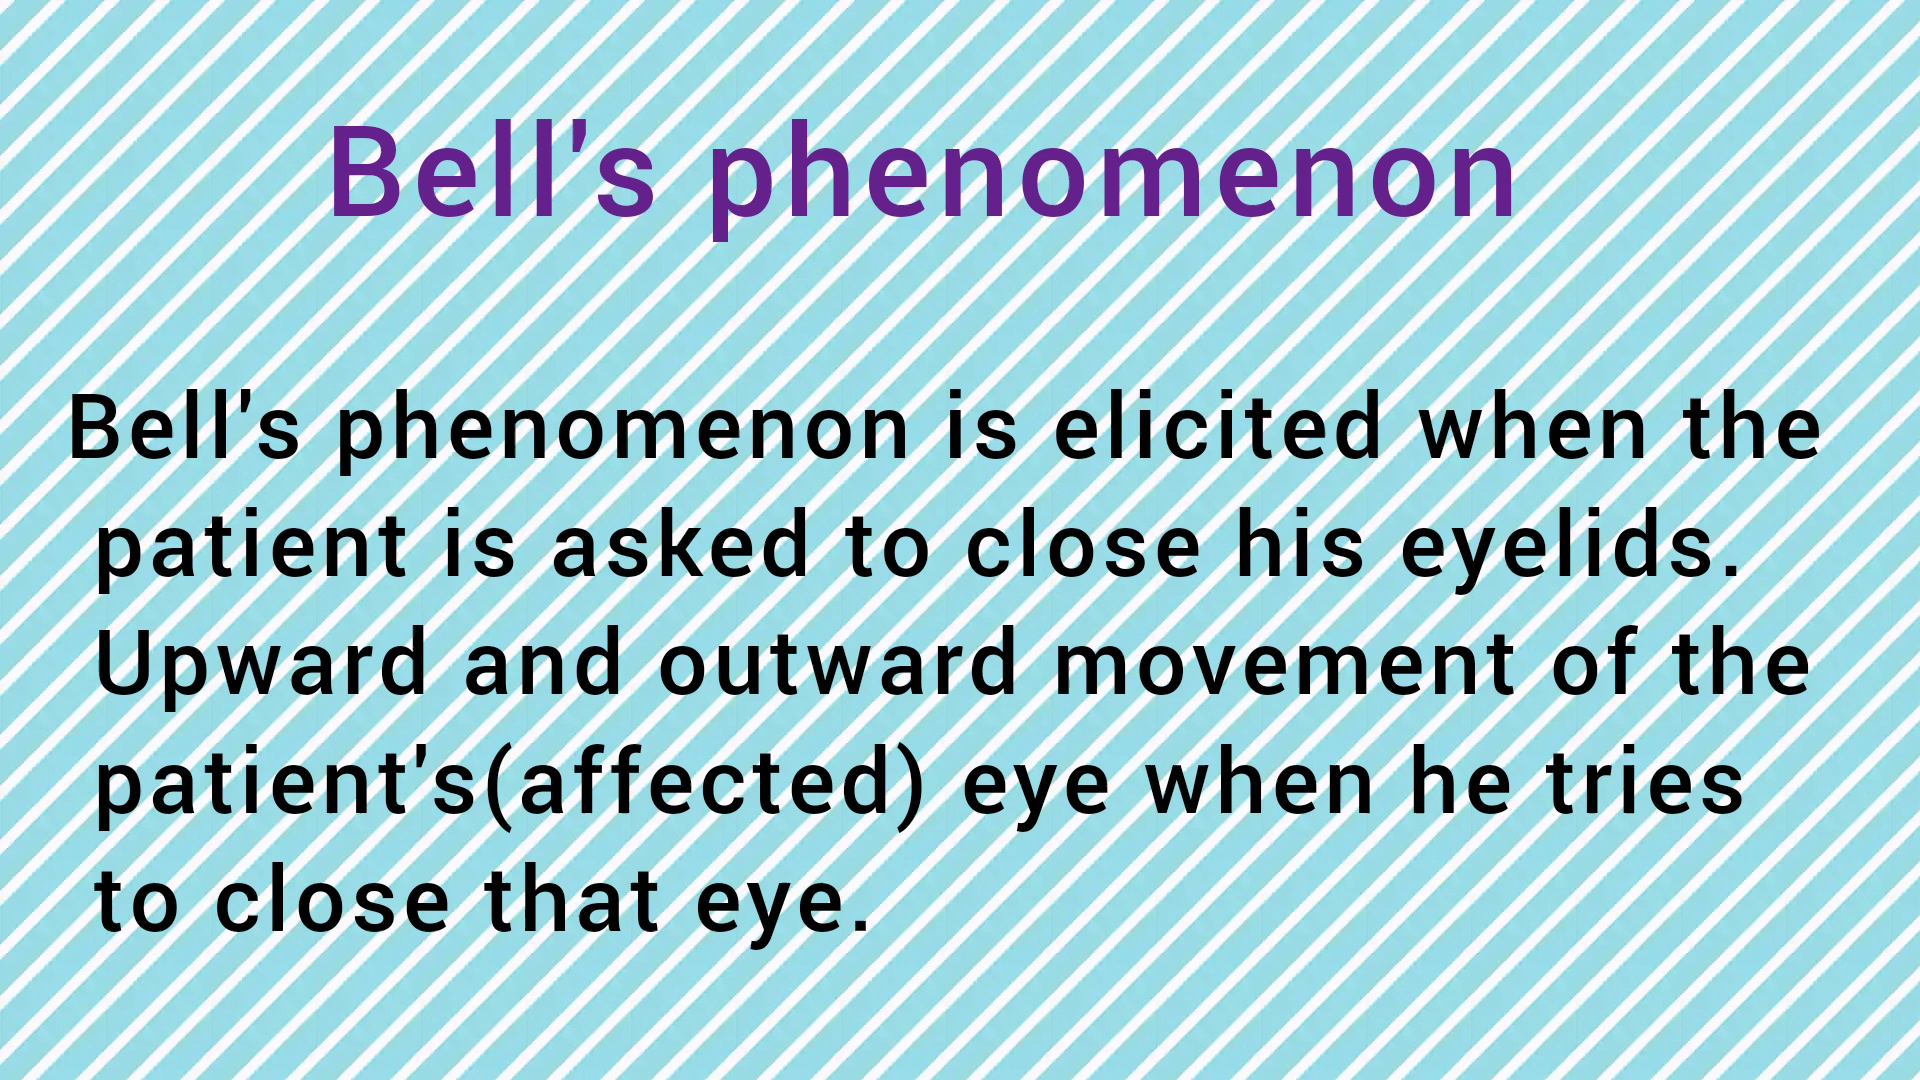 Bell's phenomenon
Bell's phenomenon is elicited when the
patient is asked to close his eyelids.
Upward and outward movement of the
patient's(affected) eye when he tries
to close that eye.